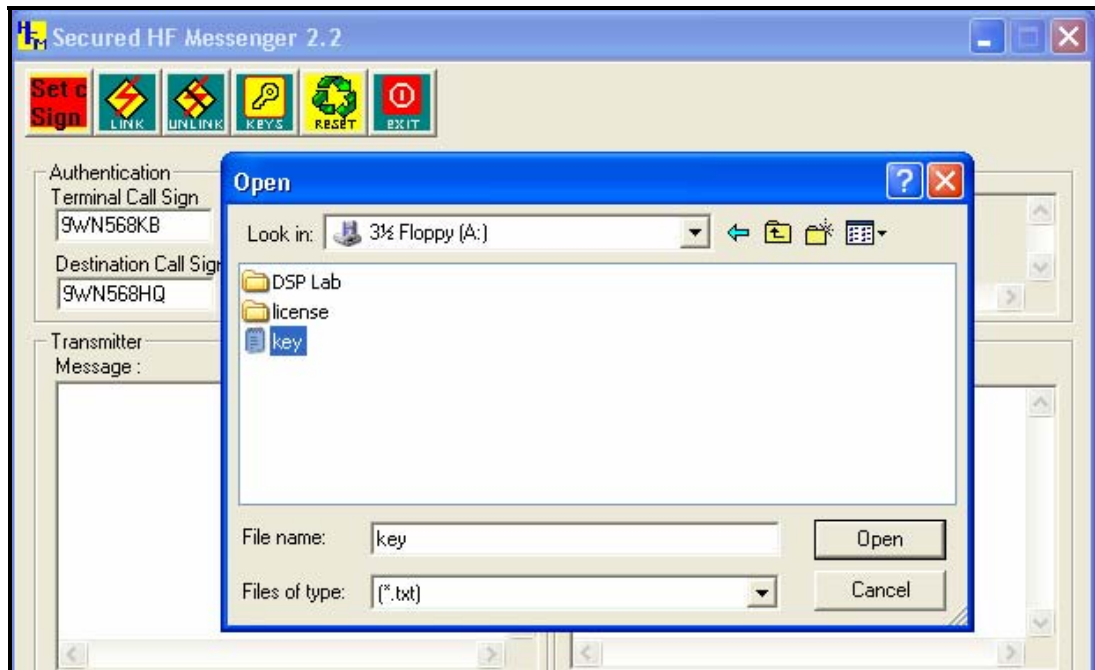 HFM Secured HF Messenger 2.2
Set c
Sign
LINK
UNLINK
KEYS
RESET
EXIT
Authentication
Terminal Call Sign
9WN568KB
Destination Call Sign
9WN568HQ
Transmitter
Message :
Open
Look in: 3½ Floppy (A:)
DSP Lab
license
key
File name: key
Open
Files of type: (*.txt)
Cancel